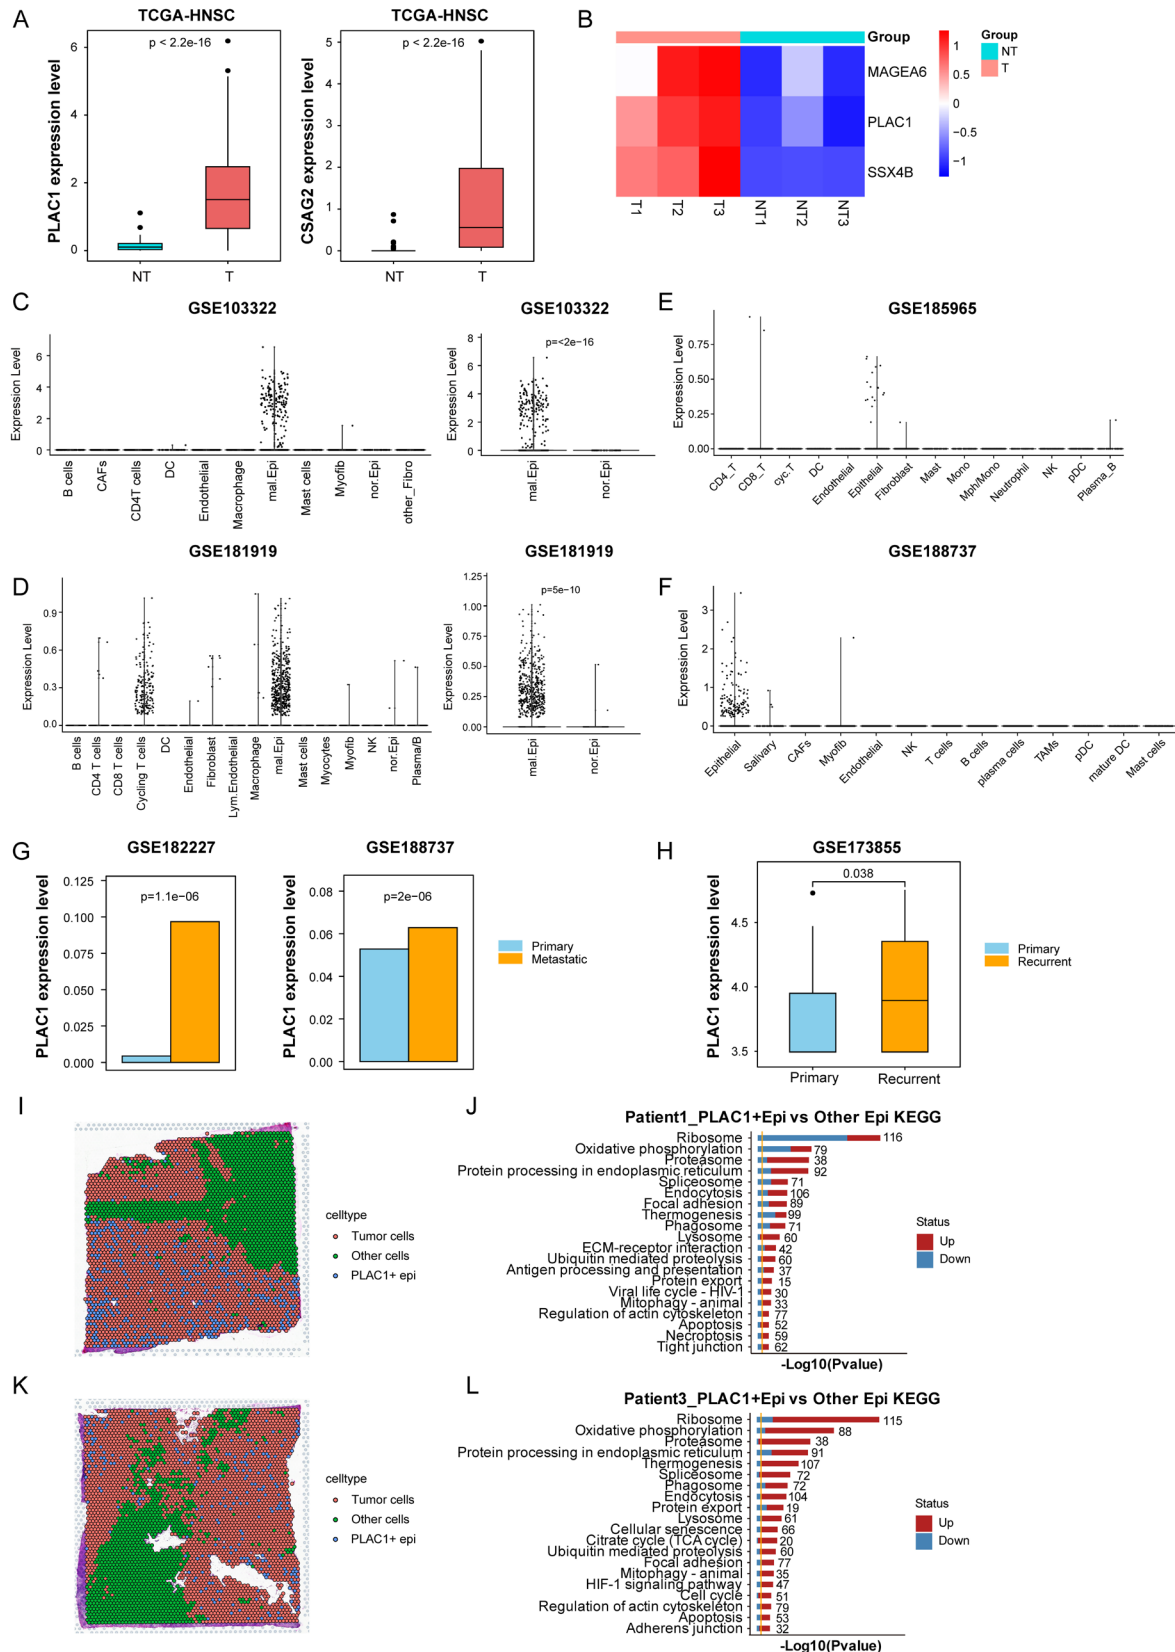 A
TCGA-HNSC
p < 2.2e-16
PLAC1 expression level
6
4
2
0
NT
T
TCGA-HNSC
p < 2.2e-16
CSAG2 expression level
5
4
3
2
1
0
NT
T
B
Group
MAGEA6
PLAC1
SSX4B
T1
T2
T3
NT1
NT2
NT3
1
0.5
0
−0.5
−1
Group
NT
T
C
GSE103322
Expression Level
6
4
2
0
B cells
CAFs
CD4T cells
DC
Endothelial
Macrophage
mal.Epi
Mast cells
Myofib
nor.Epi
other_Fibro
GSE103322
p=<2e−16
Expression Level
8
6
4
2
0
mal.Epi
nor.Epi
E
GSE185965
Expression Level
0.75
0.50
0.25
0.00
CD4_T
CD8_T
cyc.T
DC
Endothelial
Epithelial
Fibroblast
Mast
Mono
Mph/Mono
Neutrophil
NK
pDC
Plasma_B
D
GSE181919
Expression Level
0.9
0.6
0.3
0.0
B cells
CD4 T cells
CD8 T cells
Cycling T cells
DC
Endothelial
Fibroblast
Lym.Endothelial
Macrophage
mal.Epi
Mast cells
Myocytes
Myofib
NK
nor.Epi
Plasma/B
GSE181919
p=5e−10
Expression Level
1.25
1.00
0.75
0.50
0.25
0.00
mal.Epi
nor.Epi
F
GSE188737
Expression Level
3
2
1
0
Epithelial
Salivary
CAFs
Myofib
Endothelial
NK
T cells
B cells
plasma cells
TAMs
pDC
mature DC
Mast cells
G
GSE182227
p=1.1e−06
PLAC1 expression level
0.125
0.100
0.075
0.050
0.025
0.000
GSE188737
p=2e−06
PLAC1 expression level
0.08
0.06
0.04
0.02
0.00
Primary
Metastatic
H
GSE173855
0.038
PLAC1 expression level
4.5
4.0
3.5
Primary
Recurrent
Primary
Recurrent
I
celltype
Tumor cells
Other cells
PLAC1+ epi
J
Patient1_PLAC1+Epi vs Other Epi KEGG
Ribosome 116
Oxidative phosphorylation 79
Proteasome 38
Protein processing in endoplasmic reticulum 92
Spliceosome 71
Endocytosis 106
Focal adhesion 89
Thermogenesis 99
Phagosome 71
Lysosome 60
ECM-receptor interaction 42
Ubiquitin mediated proteolysis 60
Antigen processing and presentation 37
Protein export 15
Viral life cycle - HIV-1 30
Mitophagy - animal 33
Regulation of actin cytoskeleton 77
Apoptosis 52
Necroptosis 59
Tight junction 62
-Log10(Pvalue)
Status
Up
Down
K
celltype
Tumor cells
Other cells
PLAC1+ epi
L
Patient3_PLAC1+Epi vs Other Epi KEGG
Ribosome 115
Oxidative phosphorylation 88
Proteasome 38
Protein processing in endoplasmic reticulum 91
Thermogenesis 107
Spliceosome 72
Phagosome 72
Endocytosis 104
Protein export 19
Lysosome 61
Cellular senescence 66
Citrate cycle (TCA cycle) 20
Ubiquitin mediated proteolysis 60
Focal adhesion 77
Mitophagy - animal 35
HIF-1 signaling pathway 47
Cell cycle 51
Regulation of actin cytoskeleton 79
Apoptosis 53
Adherens junction 32
-Log10(Pvalue)
Status
Up
Down